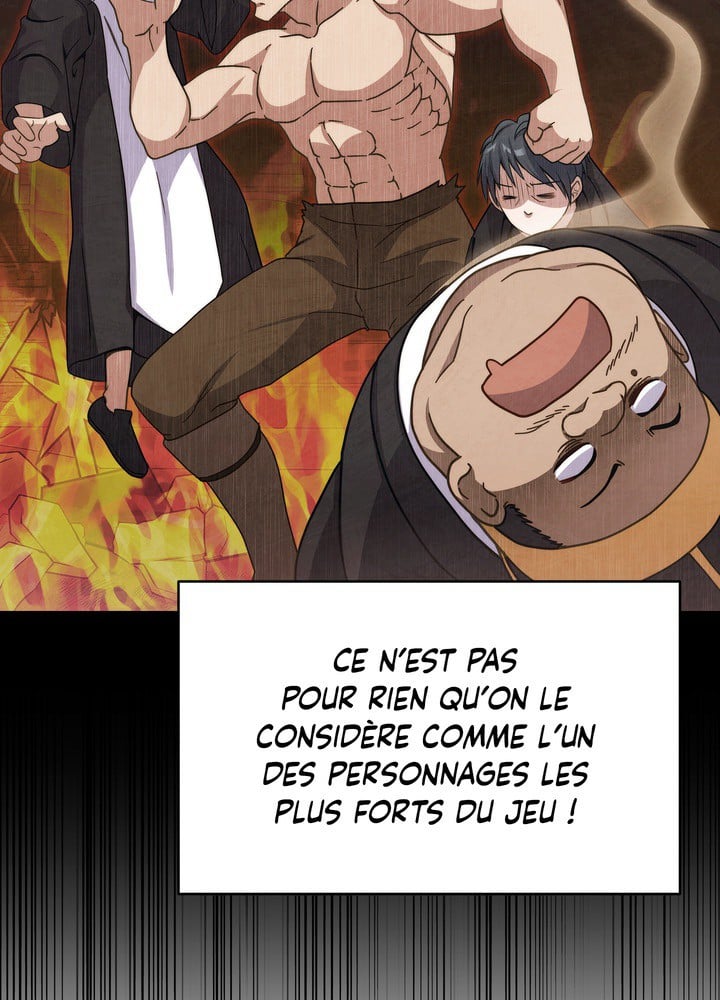 CE N'EST PAS
POUR RIEN QU'ON LE
CONSIDÈRE COMME L'UN
DES PERSONNAGES LES
PLUS FORTS DU JEU !